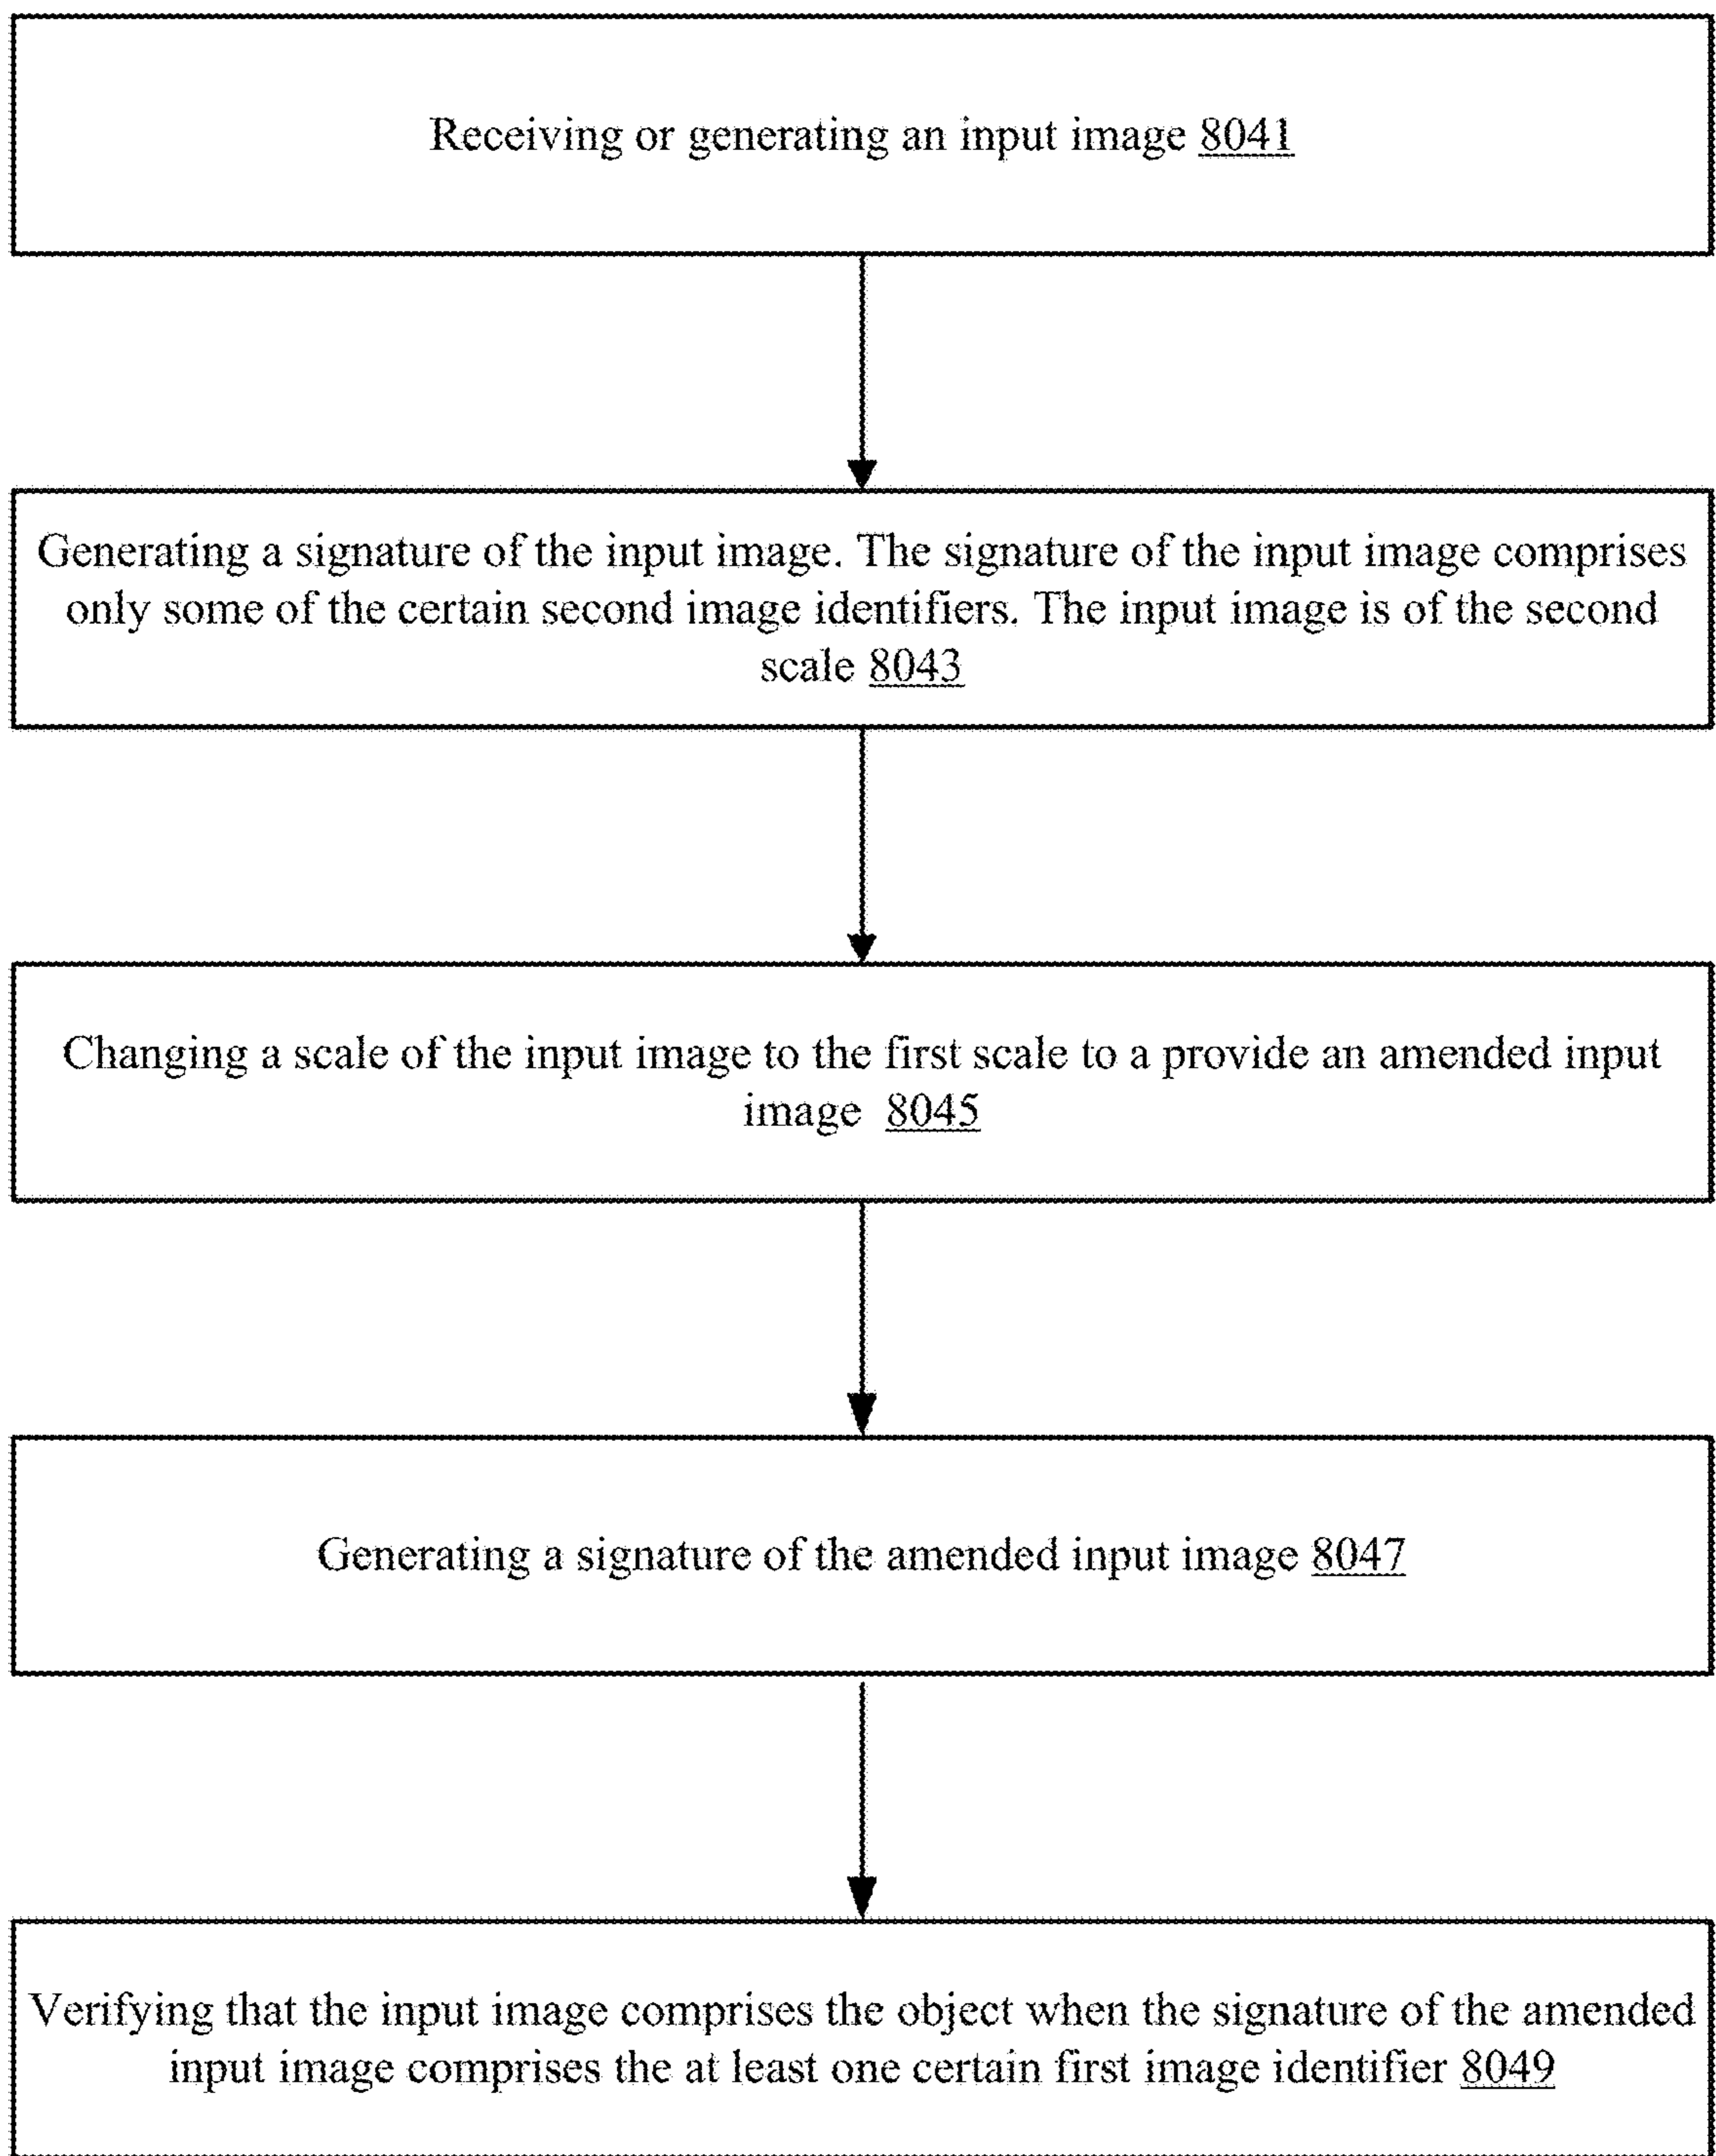 Receiving or generating an input image 8041
Generating a signature of the input image. The signature of the input image comprises
only some of the certain second image identifiers. The input image is of the second
scale 8043
Changing a scale of the input image to the first scale to a provide an amended input
image 8045
Generating a signature of the amended input image 8047
Verifying that the input image comprises the object when the signature of the amended
input image comprises the at least one certain first image identifier 8049